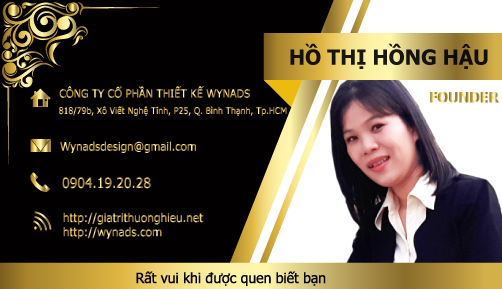 HỒ THỊ HỒNG HẬU
FOUNDER
CÔNG TY CỔ PHẦN THIẾT KẾ WYNADS
818/79b, Xô Viết Nghệ Tĩnh, P25, Q. Bình Thạnh, Tp.HCM
Wynadsdesign@gmail.com
0904.19.20.28
http://giatrithuonghieu.net
http://wynads.com
Rất vui khi được quen biết bạn